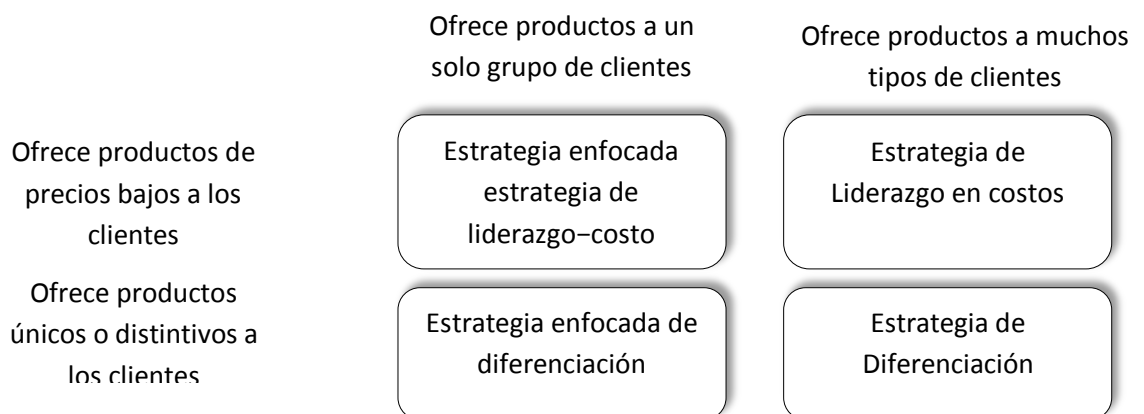 Ofrece productos a un
solo grupo de clientes
Ofrece productos a muchos
tipos de clientes
Ofrece productos de
precios bajos a los
clientes
Estrategia enfocada
estrategia de
liderazgo–costo
Estrategia de
Liderazgo en costos
Ofrece productos
únicos o distintivos a
los clientes
Estrategia enfocada de
diferenciación
Estrategia de
Diferenciación